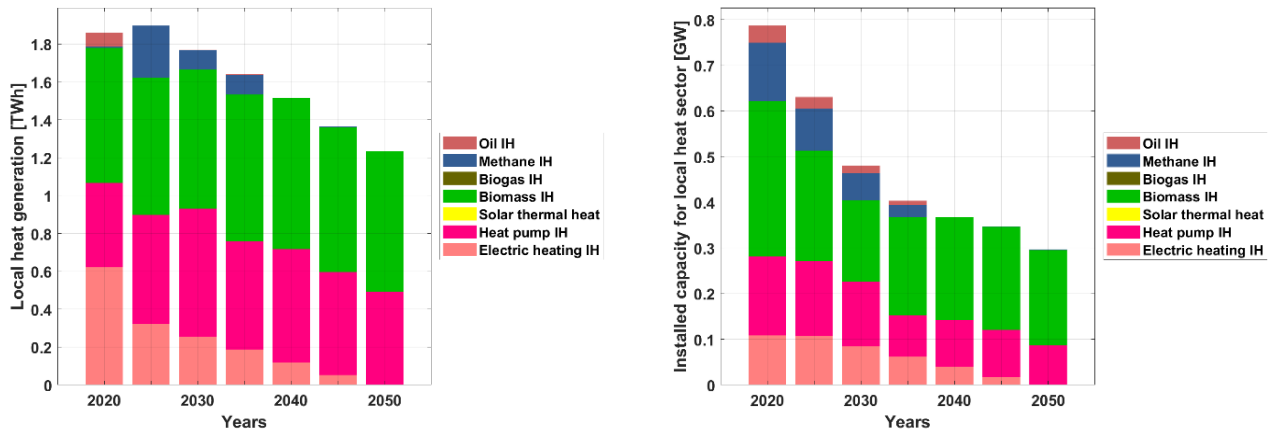 Local heat generation [TWh]
1.8
1.6
1.4
1.2
1
0.8
0.6
0.4
0.2
0
2020
2030
2040
2050
Years
Oil IH
Methane IH
Biogas IH
Biomass IH
Solar thermal heat
Heat pump IH
Electric heating IH
Installed capacity for local heat sector [GW]
0.8
0.7
0.6
0.5
0.4
0.3
0.2
0.1
0
2020
2030
2040
2050
Years
Oil IH
Methane IH
Biogas IH
Biomass IH
Solar thermal heat
Heat pump IH
Electric heating IH